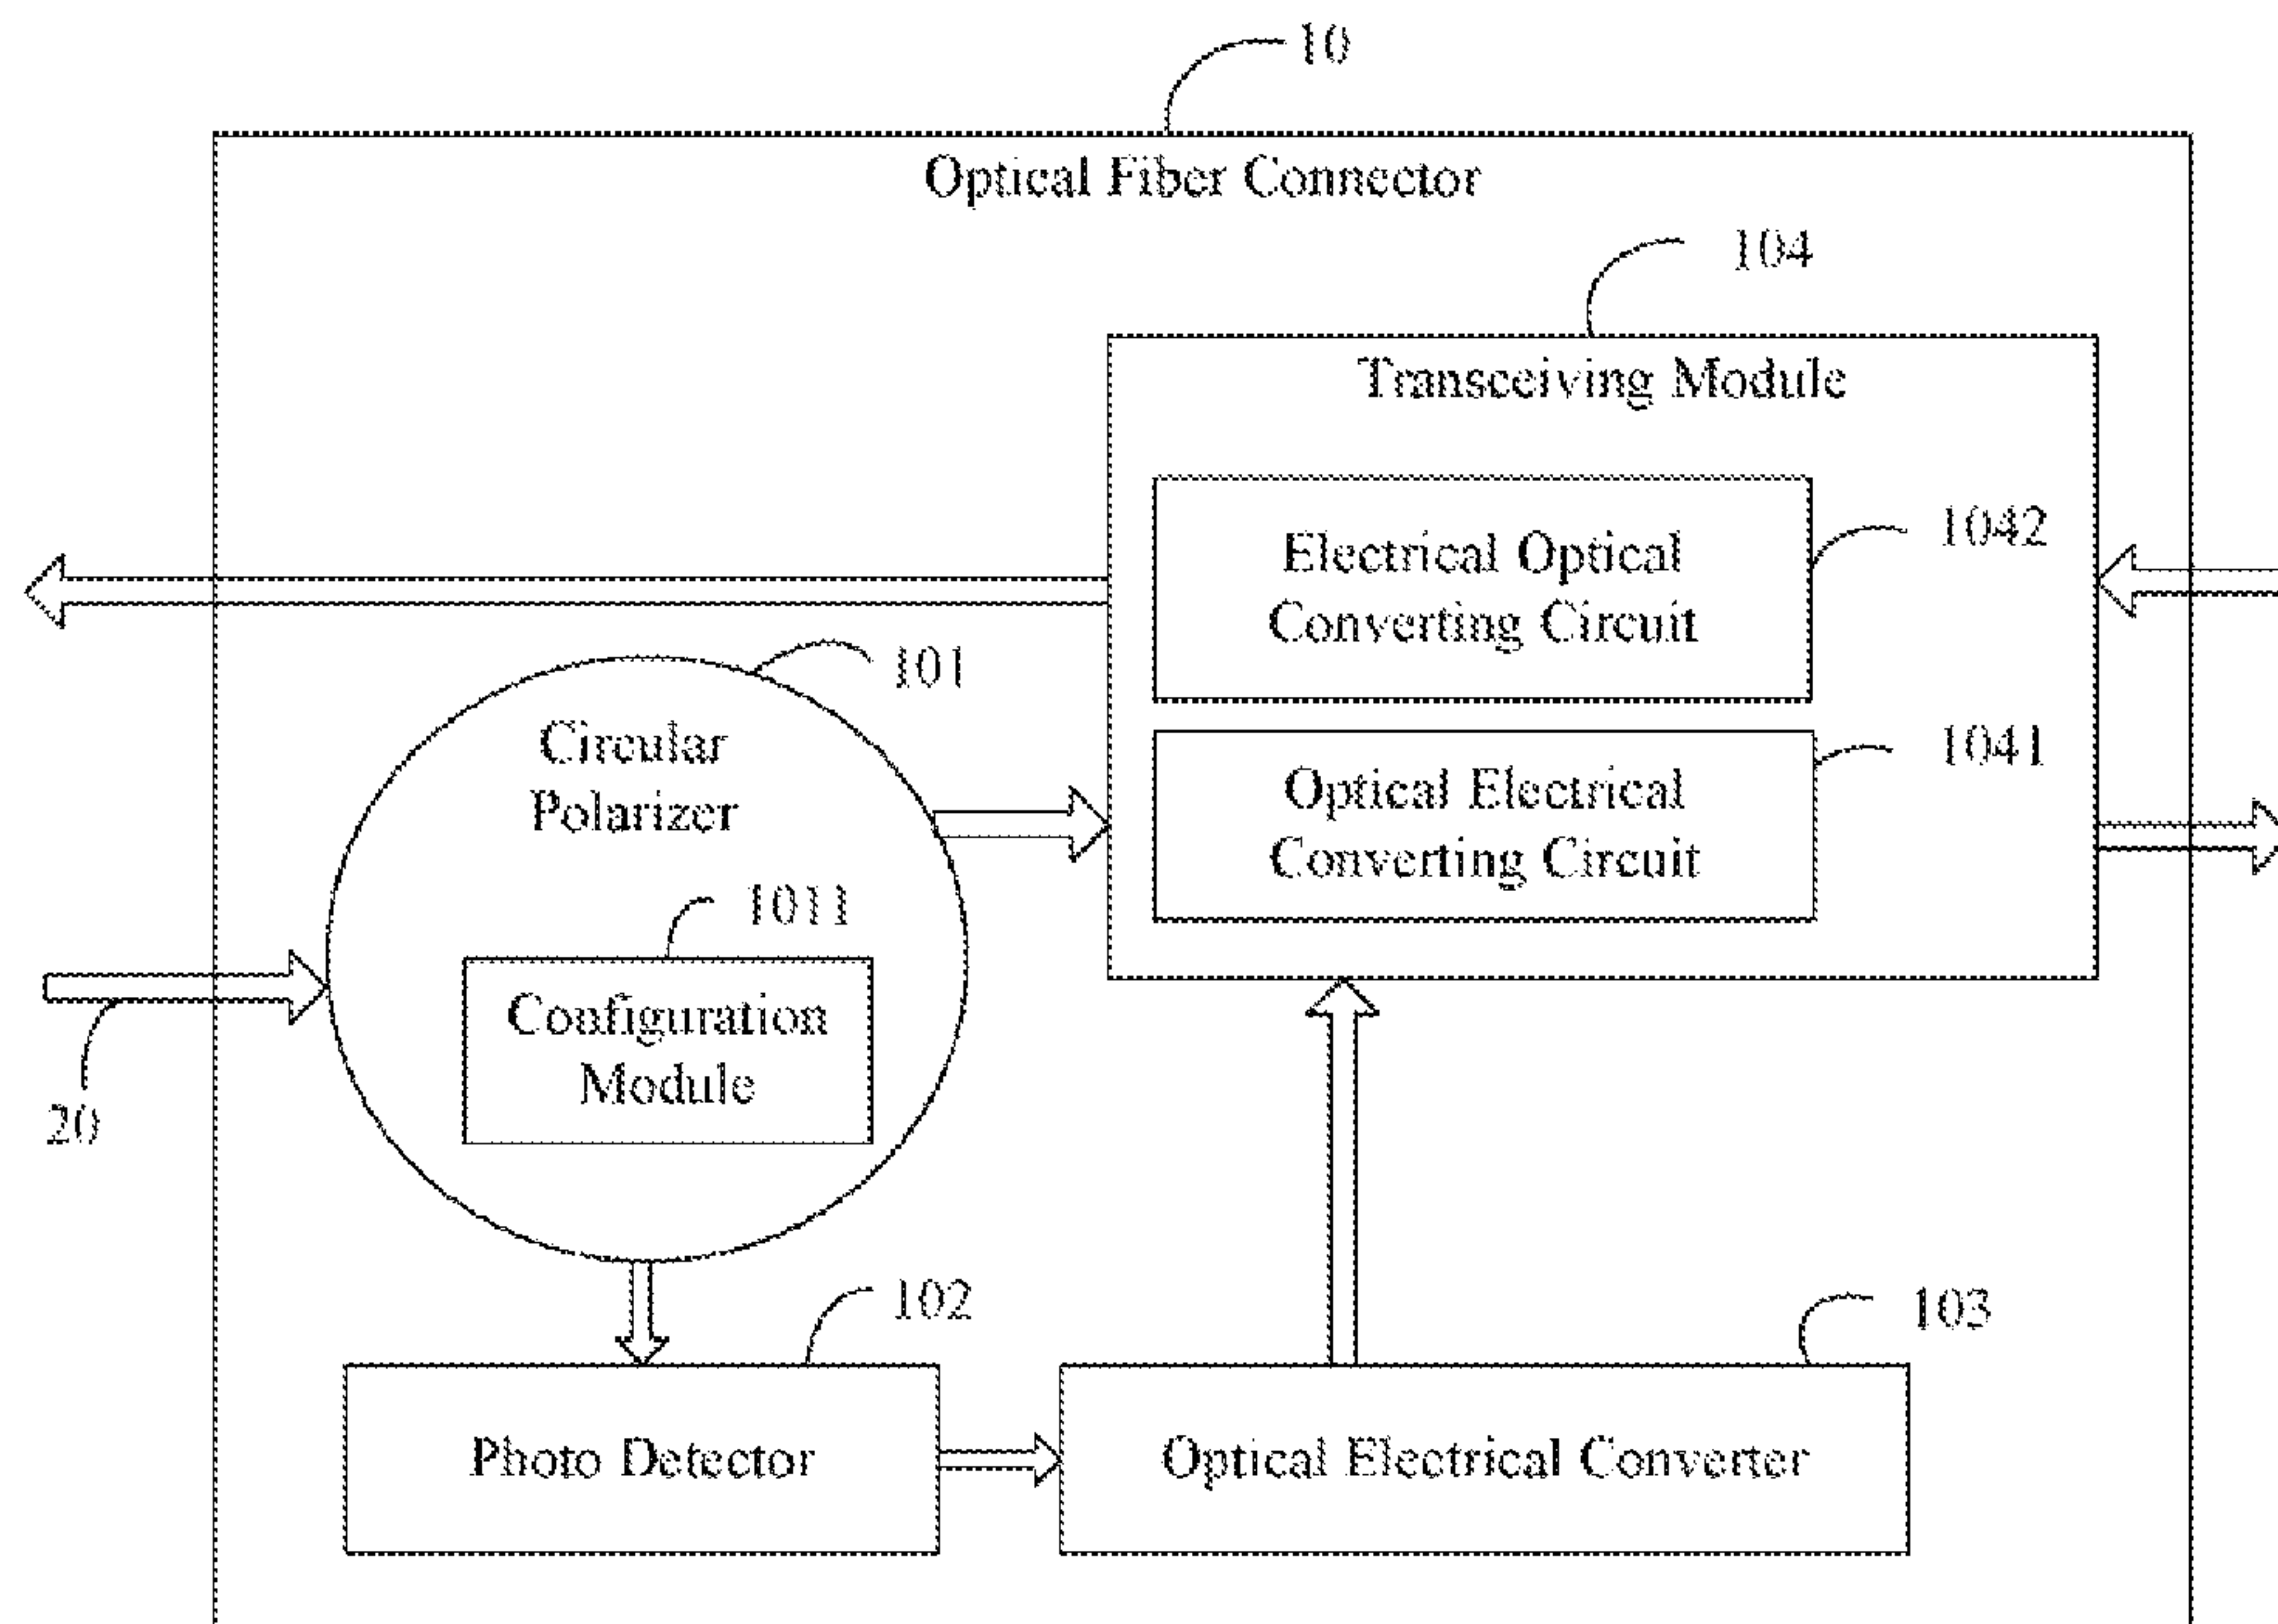 10
Optical Fiber Connector
104
Transceiving Module
Electrical Optical
Converting Circuit
1042
101
Circular
Polarizer
1041
Optical Electrical
Converting Circuit
1011
Configuration
Module
20
102
103
Photo Detector
Optical Electrical Converter